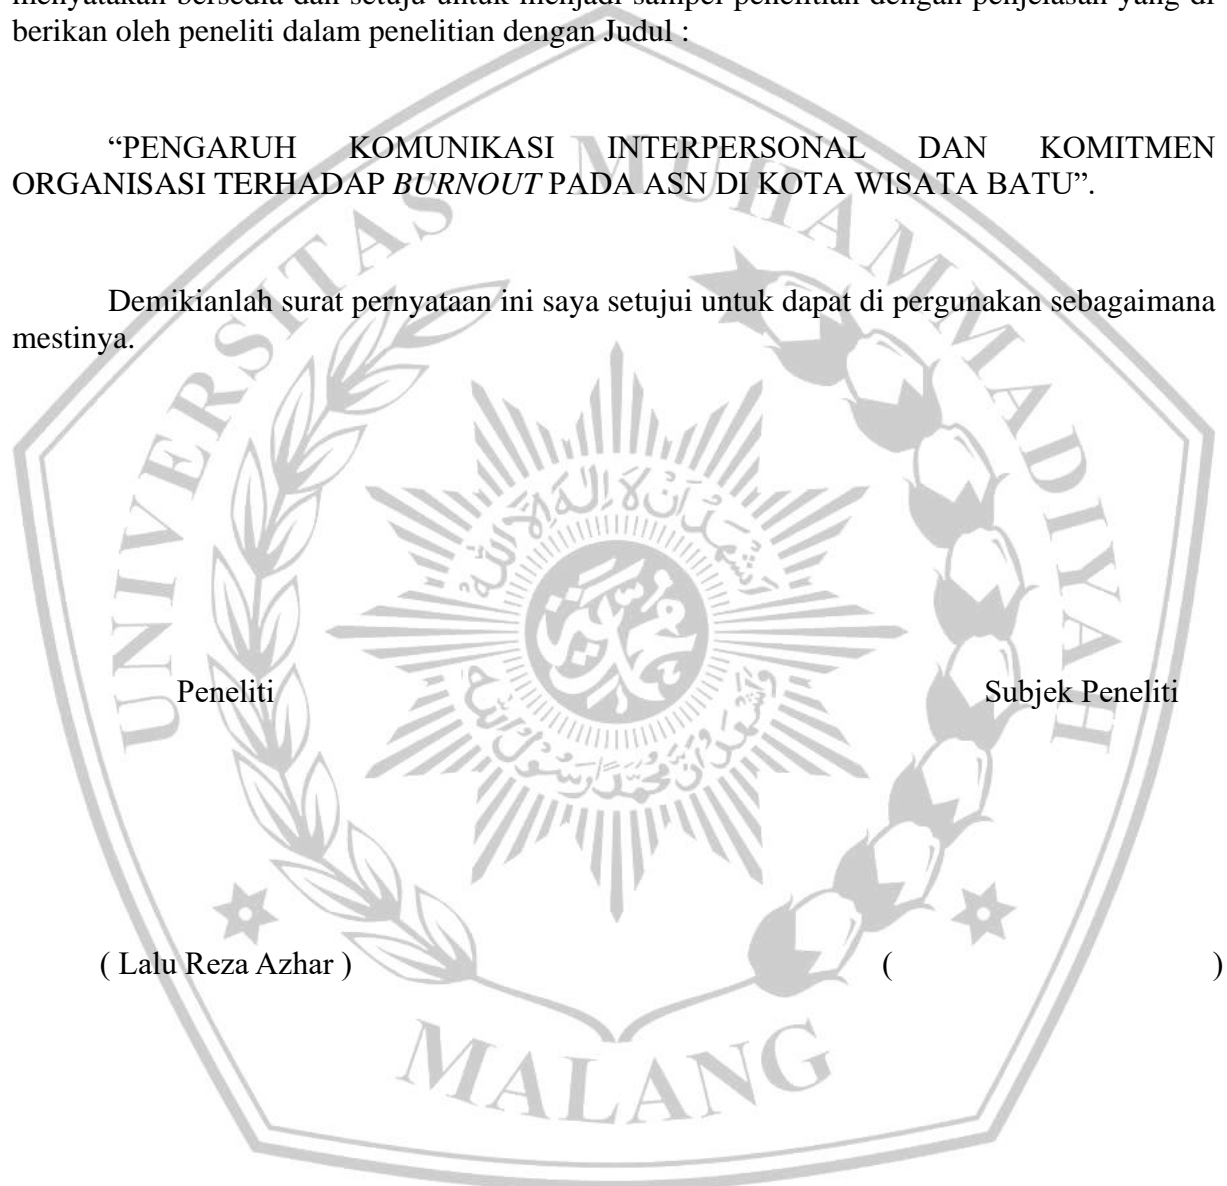 menyatakan bersedia dan setuju untuk menjadi sampel penelitian dengan penjelasan yang di
berikan oleh peneliti dalam penelitian dengan Judul :
“PENGARUH KOMUNIKASI INTERPERSONAL DAN KOMITMEN
ORGANISASI TERHADAP BURNOUT PADA ASN DI KOTA WISATA BATU”.
Demikianlah surat pernyataan ini saya setujui untuk dapat di pergunakan sebagaimana
mestinya.
UNIVERSITAS MUHAMMADIYAH
Peneliti Subjek Peneliti
( Lalu Reza Azhar ) ( )
MALANG